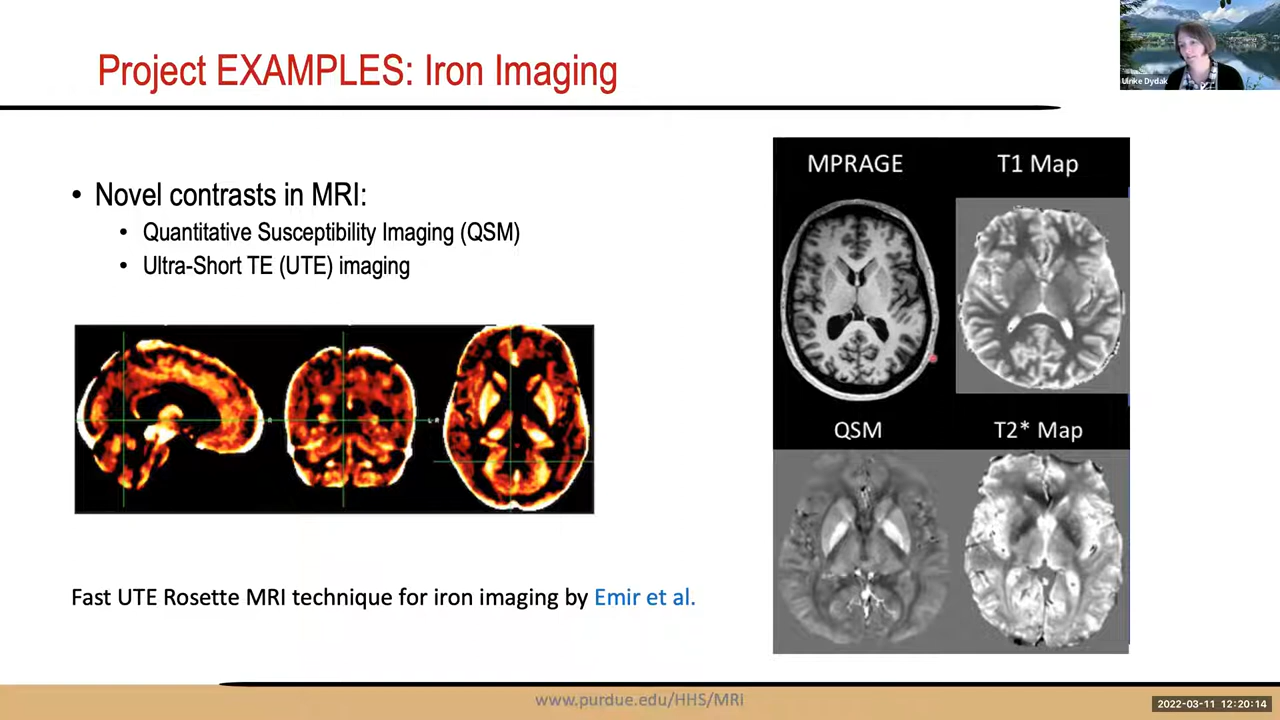 Project EXAMPLES: Iron Imaging
Ulrike Dydak
• Novel contrasts in MRI:
• Quantitative Susceptibility Imaging (QSM)
• Ultra-Short TE (UTE) imaging
MPRAGE
T1 Map
QSM
T2* Map
R
L R
Fast UTE Rosette MRI technique for iron imaging by Emir et al.
www.purdue.edu/HHS/MRI
2022-03-11 12:20:14